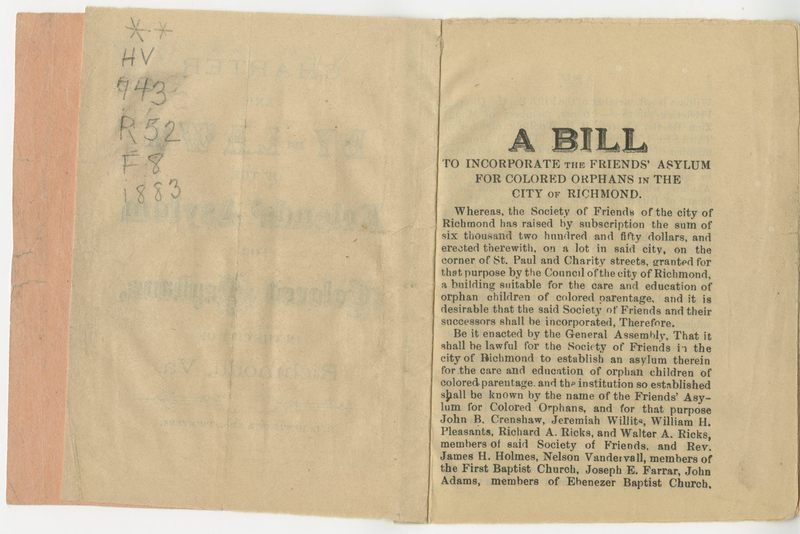 **
HV
743
R52
F8
1883
A BILL
TO INCORPORATE THE FRIENDS' ASYLUM
FOR COLORED ORPHANS IN THE
CITY OF RICHMOND.
Whereas, the Society of Friends of the city of
Richmond has raised by subscription the sum of
six thousand two hundred and fifty dollars, and
erected therewith, on a lot in said city, on the
corner of St. Paul and Charity streets, granted for
that purpose by the Council of the city of Richmond,
a building suitable for the care and education of
orphan children of colored parentage, and it is
desirable that the said Society of Friends and their
successors shall be incorporated, Therefore,
Be it enacted by the General Assembly, That it
shall be lawful for the Society of Friends in the
city of Richmond to establish an asylum therein
for the care and education of orphan children of
colored parentage, and the institution so established
shall be known by the name of the Friends' Asy-
lum for Colored Orphans, and for that purpose
John B. Crenshaw, Jeremiah Willits, William H.
Pleasants, Richard A. Ricks, and Walter A. Ricks,
members of said Society of Friends, and Rev.
James H. Holmes, Nelson Vandervall, members of
the First Baptist Church, Joseph E. Farrar, John
Adams, members of Ebenezer Baptist Church,